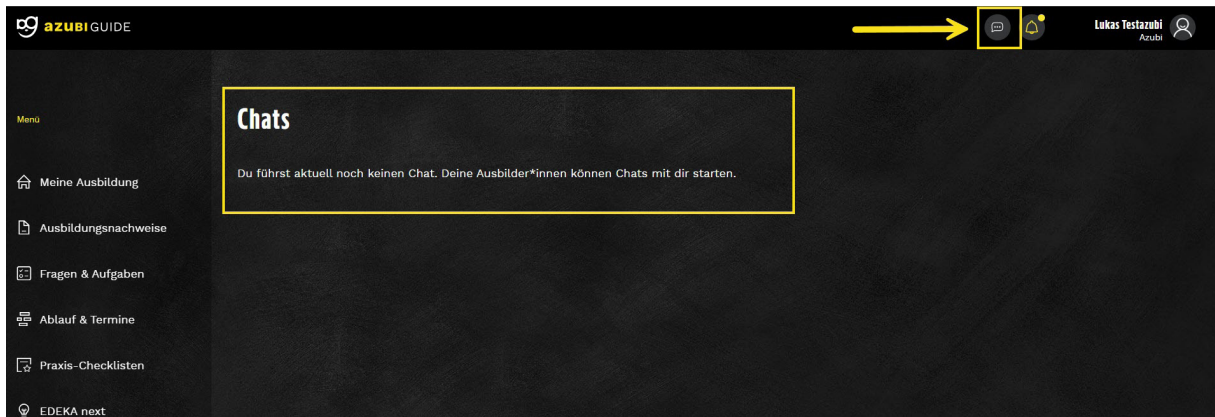 azubiGUIDE
Lukas Testazubi
Azubi
Menü
Chats
Du führst aktuell noch keinen Chat. Deine Ausbilder*innen können Chats mit dir starten.
Meine Ausbildung
Ausbildungsnachweise
Fragen & Aufgaben
Ablauf & Termine
Praxis-Checklisten
EDEKA next